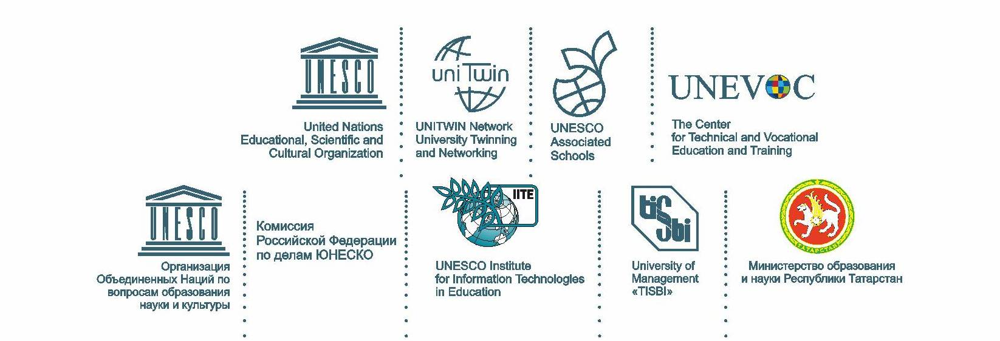 UNESCO
United Nations
Educational, Scientific and
Cultural Organization
uniTwin
UNITWIN Network
University Twinning
and Networking
UNESCO
Associated
Schools
UNEVOC
The Center
for Technical and Vocational
Education and Training
UNESCO
Организация
Объединенных Наций по
вопросам образования
науки и культуры
Комиссия
Российской Федерации
по делам ЮНЕСКО
IITE
UNESCO Institute
for Information Technologies
in Education
tisbi
University of
Management
«TISBI»
ТАТАРСТАН
Министерство образования
и науки Республики Татарстан